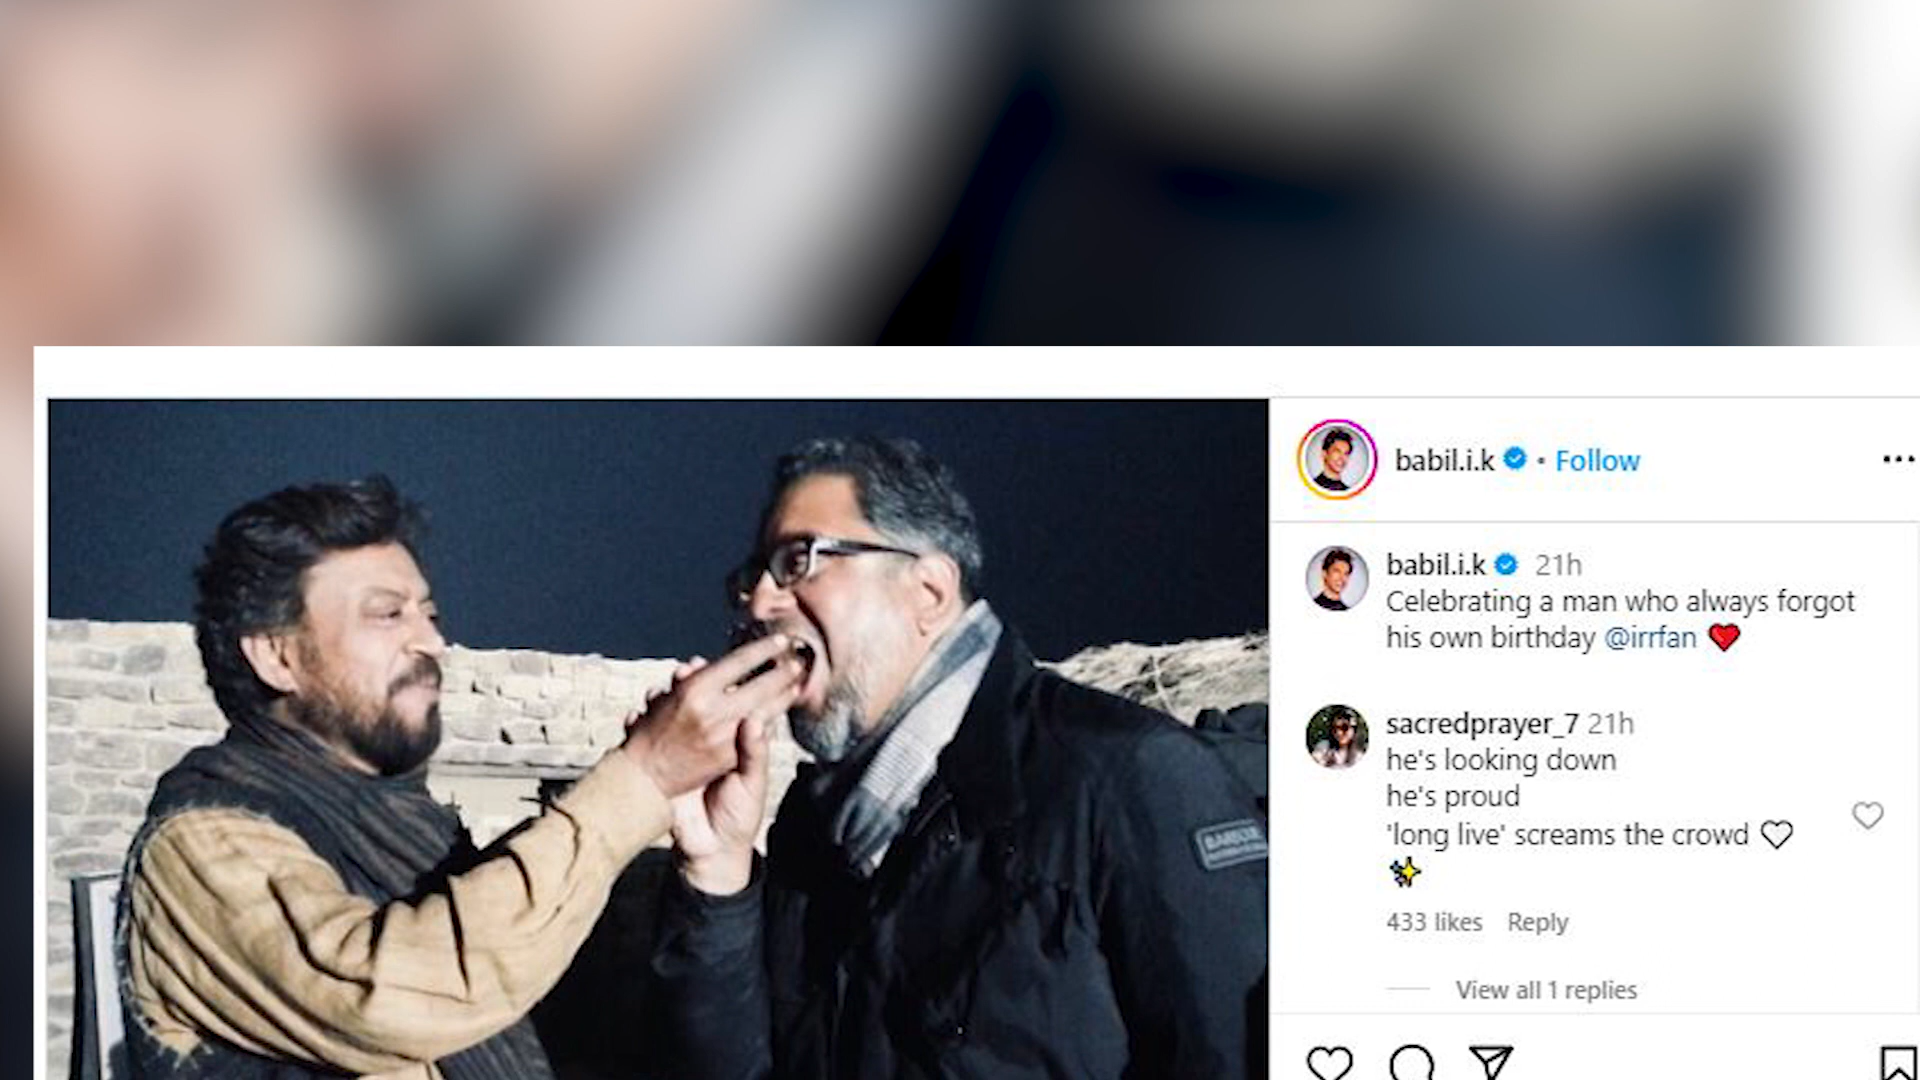 babil.i.k • Follow
babil.i.k 21h
Celebrating a man who always forgot
his own birthday @irrfan ❤️
sacredprayer_7 21h
he's looking down
he's proud
'long live' screams the crowd ♡
✨
433 likes Reply
View all 1 replies